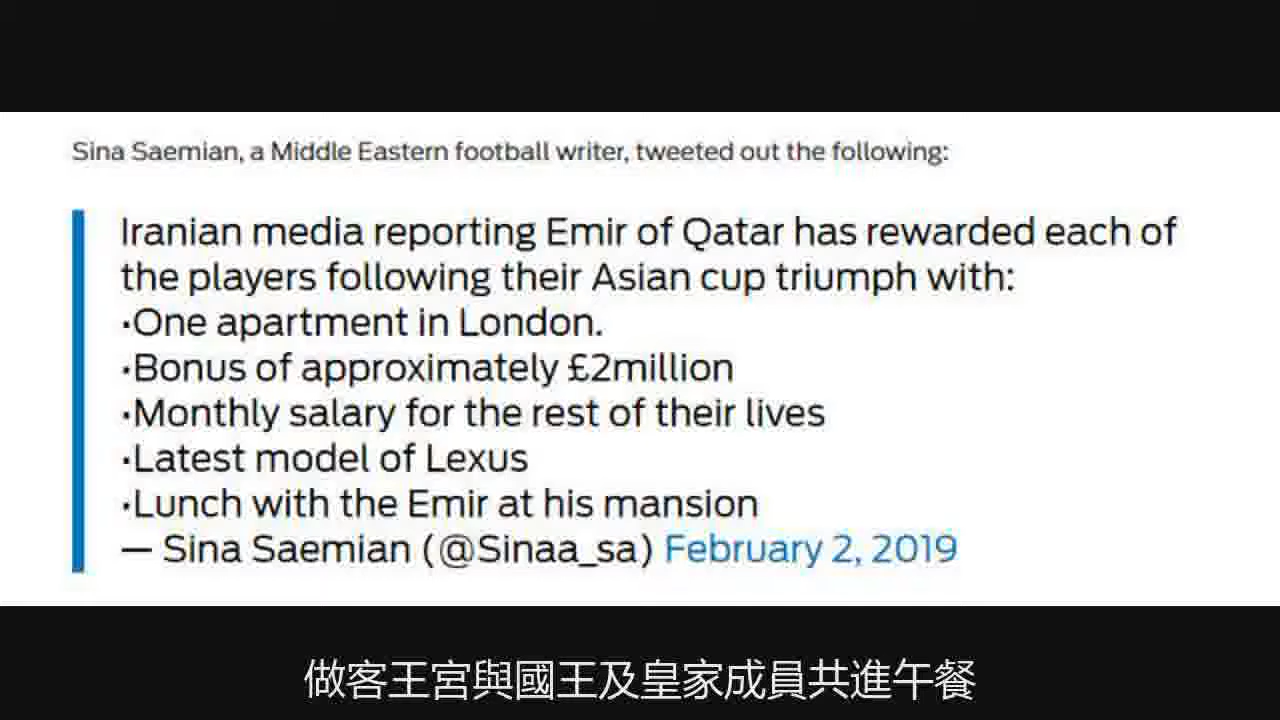 Sina Saemian, a Middle Eastern football writer, tweeted out the following:
Iranian media reporting Emir of Qatar has rewarded each of
the players following their Asian cup triumph with:
·One apartment in London.
·Bonus of approximately £2million
·Monthly salary for the rest of their lives
·Latest model of Lexus
·Lunch with the Emir at his mansion
— Sina Saemian (@Sinaa_sa) February 2, 2019
做客王宮與國王及皇家成員共進午餐